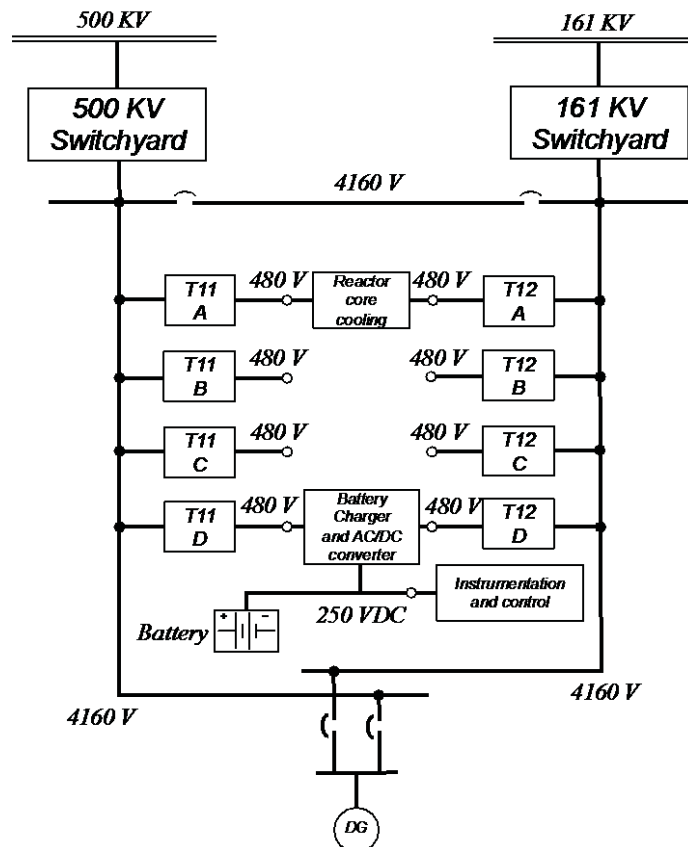 500 KV
161 KV
500 KV
Switchyard
161 KV
Switchyard
4160 V
T11
A
480 V
Reactor
core
cooling
480 V
T12
A
T11
B
480 V
480 V
T12
B
T11
C
480 V
480 V
T12
C
T11
D
480 V
Battery
Charger
and AC/DC
converter
480 V
T12
D
Battery
+ −
250 VDC
Instrumentation
and control
4160 V
4160 V
DG